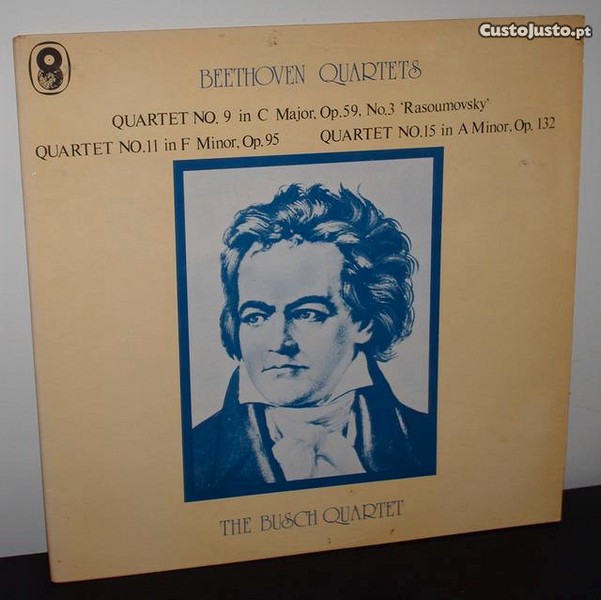 CustoJusto.pt
BEETHOVEN QUARTETS
QUARTET NO. 9 in C Major, Op.59, No.3 'Rasoumovsky'
QUARTET NO.11 in F Minor, Op.95 QUARTET NO.15 in A Minor, Op. 132
THE BUSCH QUARTET